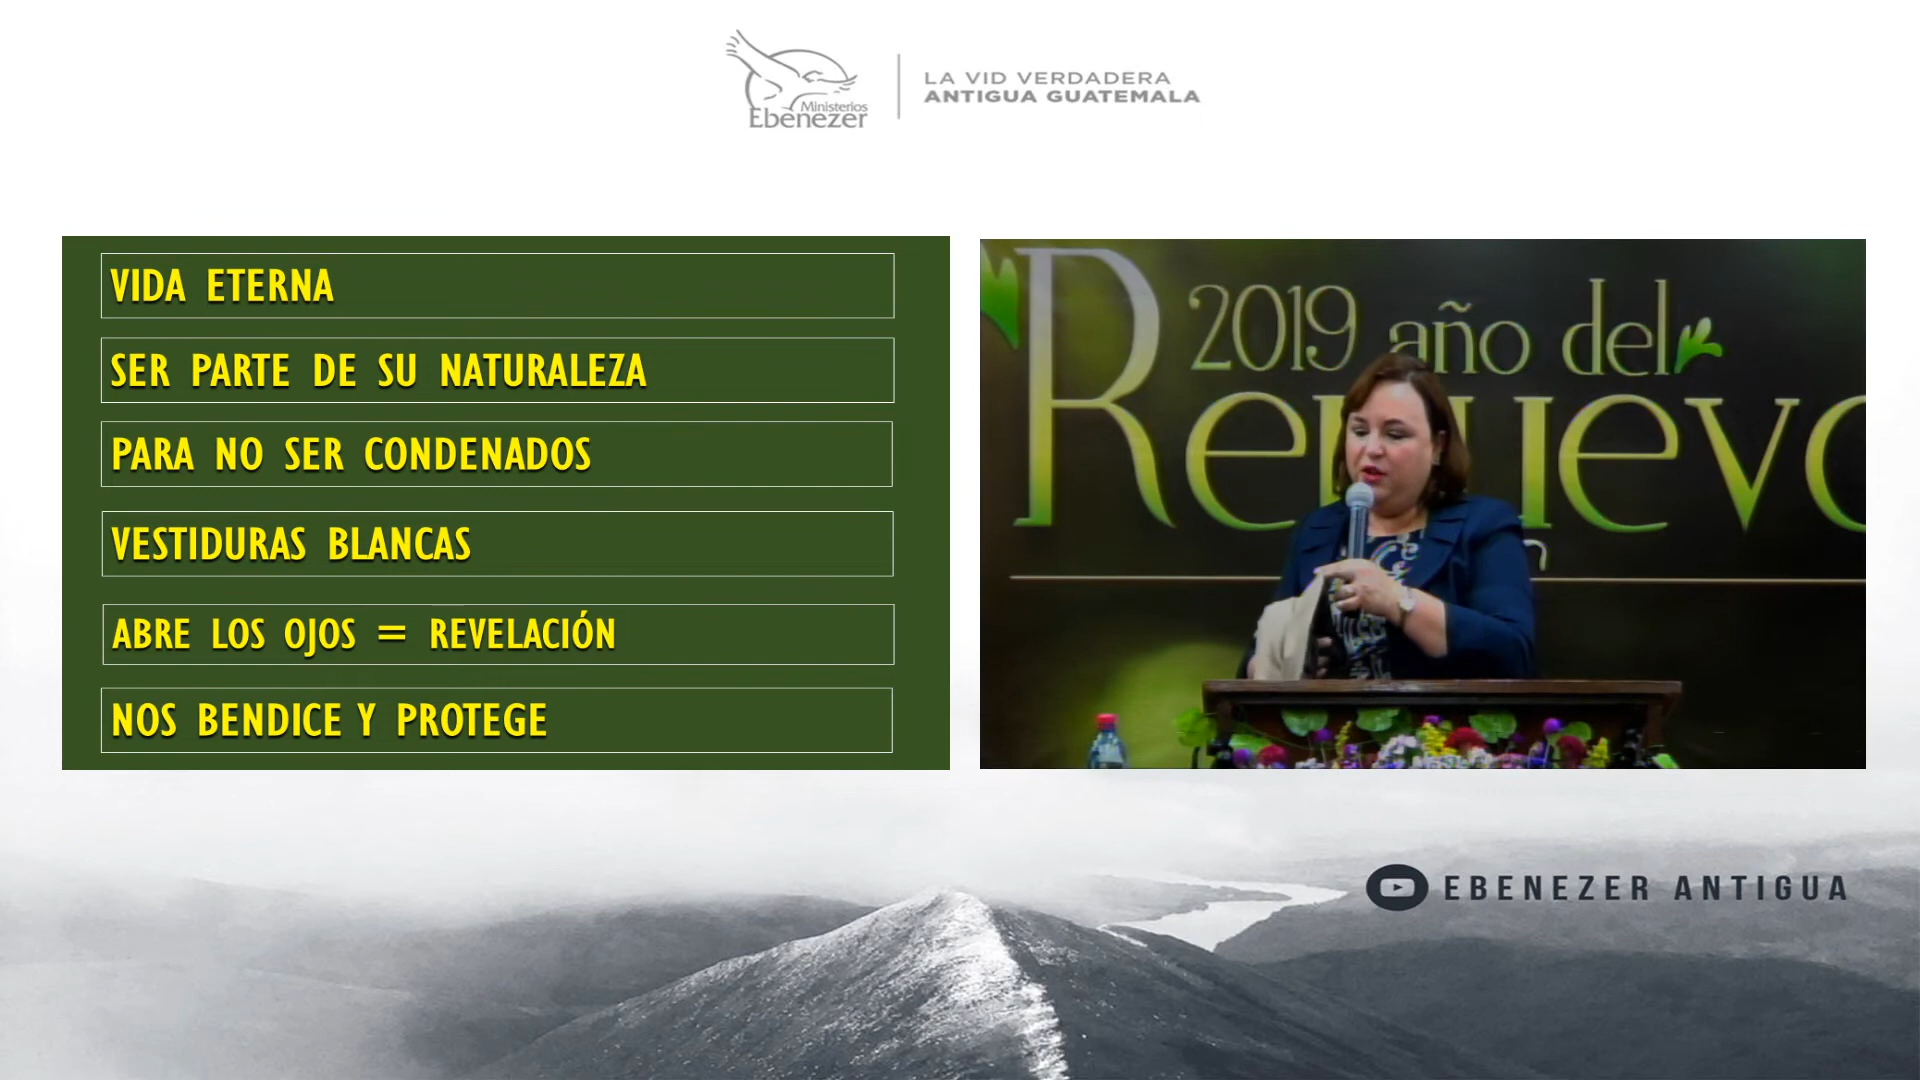 Ministerios
Ebenezer
LA VID VERDADERA
ANTIGUA GUATEMALA
VIDA ETERNA
SER PARTE DE SU NATURALEZA
PARA NO SER CONDENADOS
VESTIDURAS BLANCAS
ABRE LOS OJOS = REVELACIÓN
NOS BENDICE Y PROTEGE
2019 año del
EBENEZER ANTIGUA